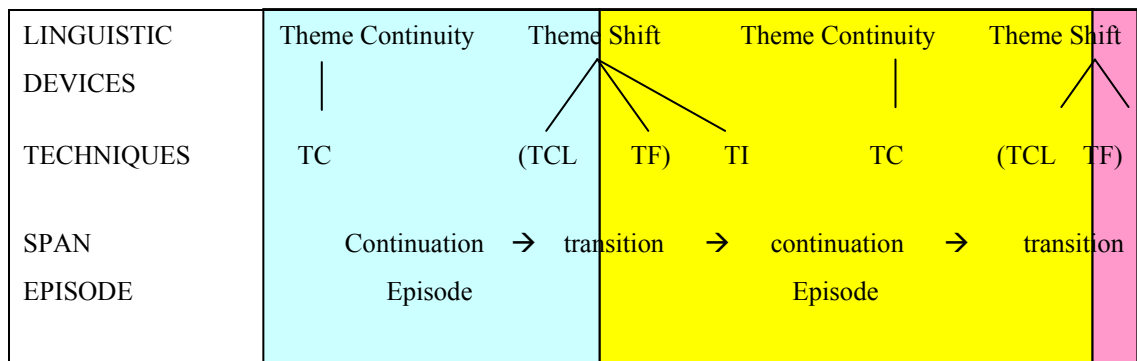 LINGUISTIC Theme Continuity Theme Shift Theme Continuity Theme Shift
DEVICES
TECHNIQUES TC (TCL TF) TI TC (TCL TF)
SPAN Continuation → transition → continuation → transition
EPISODE Episode Episode